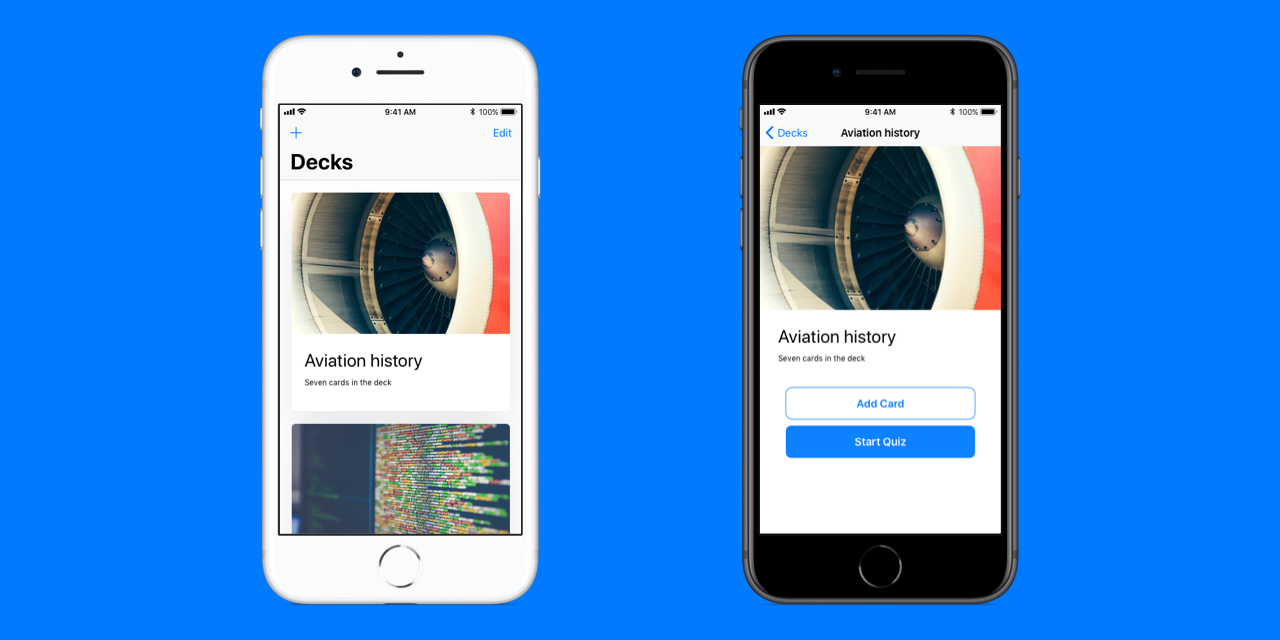 9:41 AM
100%
Edit
Decks
Aviation history
Seven cards in the deck
9:41 AM
100%
Decks
Aviation history
Aviation history
Seven cards in the deck
Add Card
Start Quiz